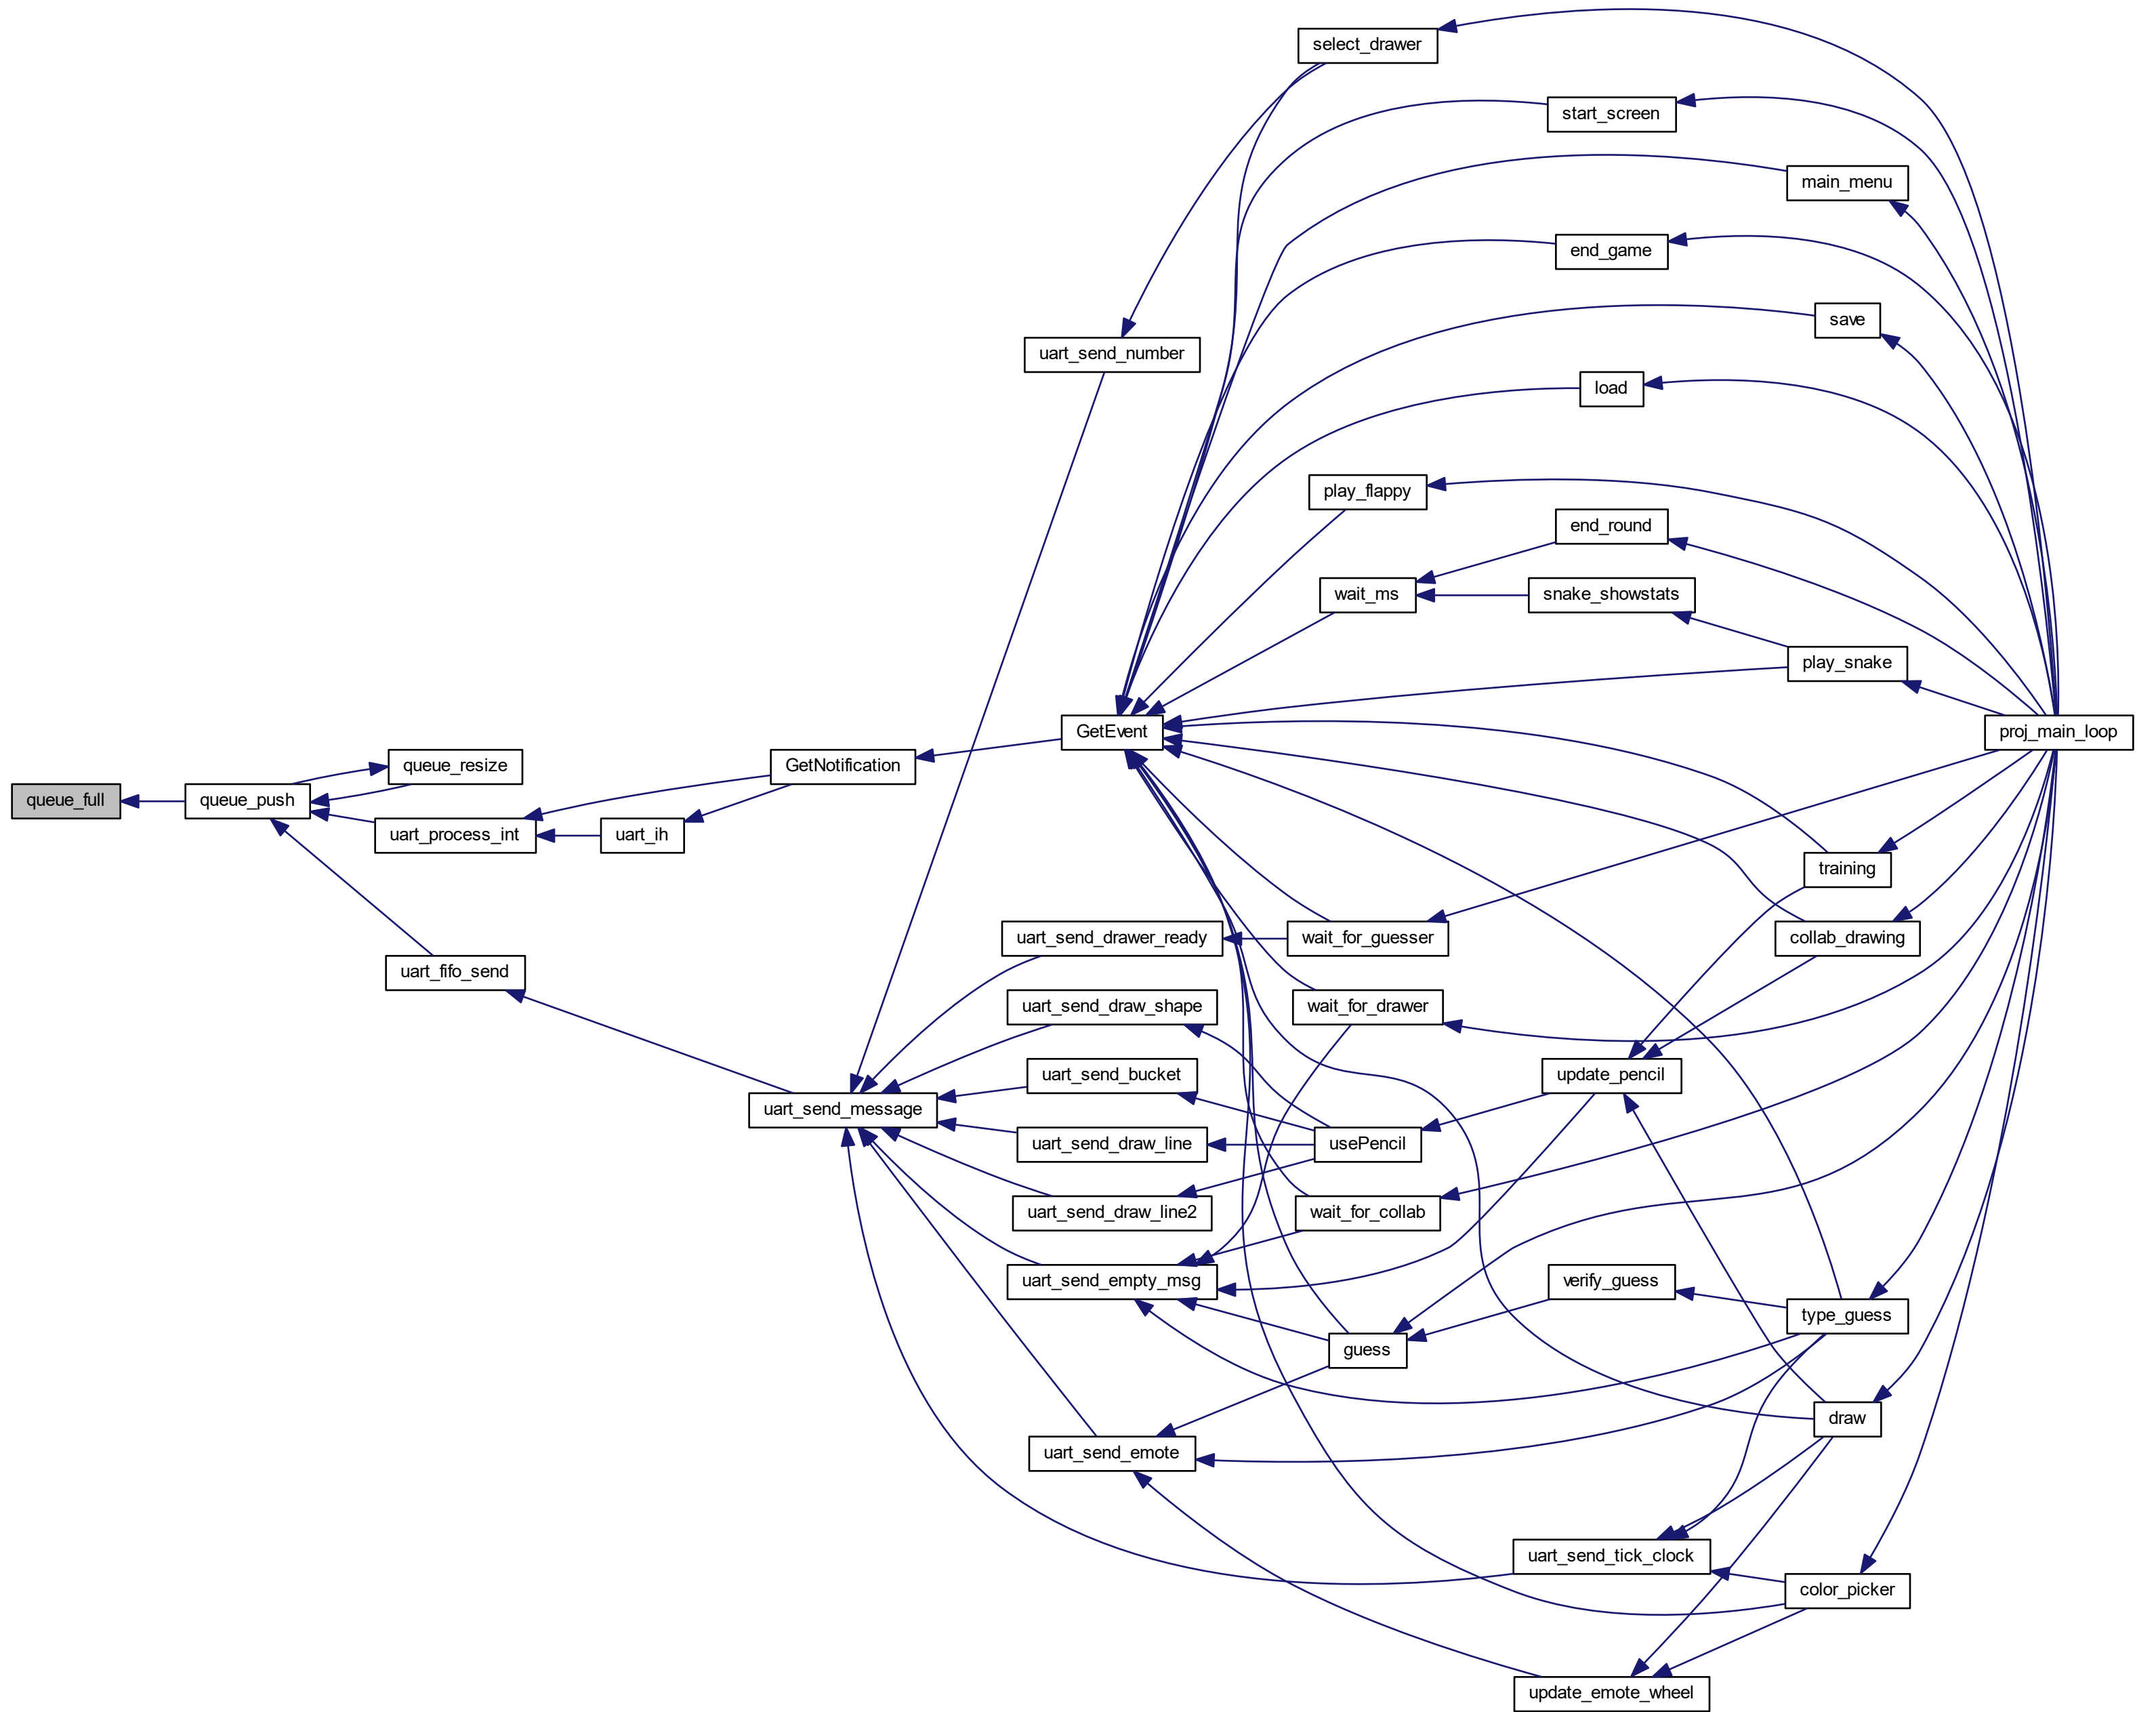 select_drawer
start_screen
main_menu
end_game
save
uart_send_number
load
play_flappy
end_round
wait_ms
snake_showstats
play_snake
GetEvent
proj_main_loop
queue_resize
GetNotification
queue_full
queue_push
uart_process_int
uart_ih
training
uart_send_drawer_ready
wait_for_guesser
collab_drawing
uart_fifo_send
uart_send_draw_shape
wait_for_drawer
uart_send_bucket
update_pencil
uart_send_message
uart_send_draw_line
usePencil
uart_send_draw_line2
wait_for_collab
uart_send_empty_msg
verify_guess
type_guess
guess
draw
uart_send_emote
uart_send_tick_clock
color_picker
update_emote_wheel